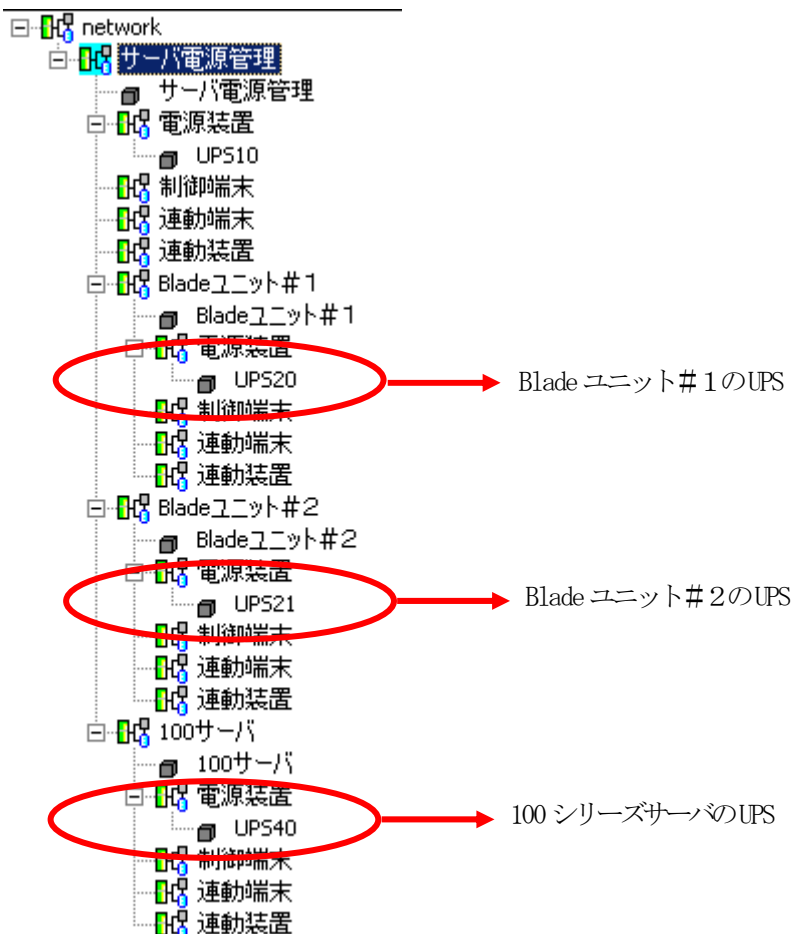 network
サーバ電源管理
サーバ電源管理
電源装置
UPS10
制御端末
連動端末
連動装置
Bladeユニット#1
Bladeユニット#1
電源装置
UPS20
Blade ユニット#1のUPS
制御端末
連動端末
連動装置
Bladeユニット#2
Bladeユニット#2
電源装置
UPS21
Blade ユニット#2のUPS
制御端末
連動端末
連動装置
100サーバ
100サーバ
電源装置
UPS40
100 シリーズサーバのUPS
制御端末
連動端末
連動装置